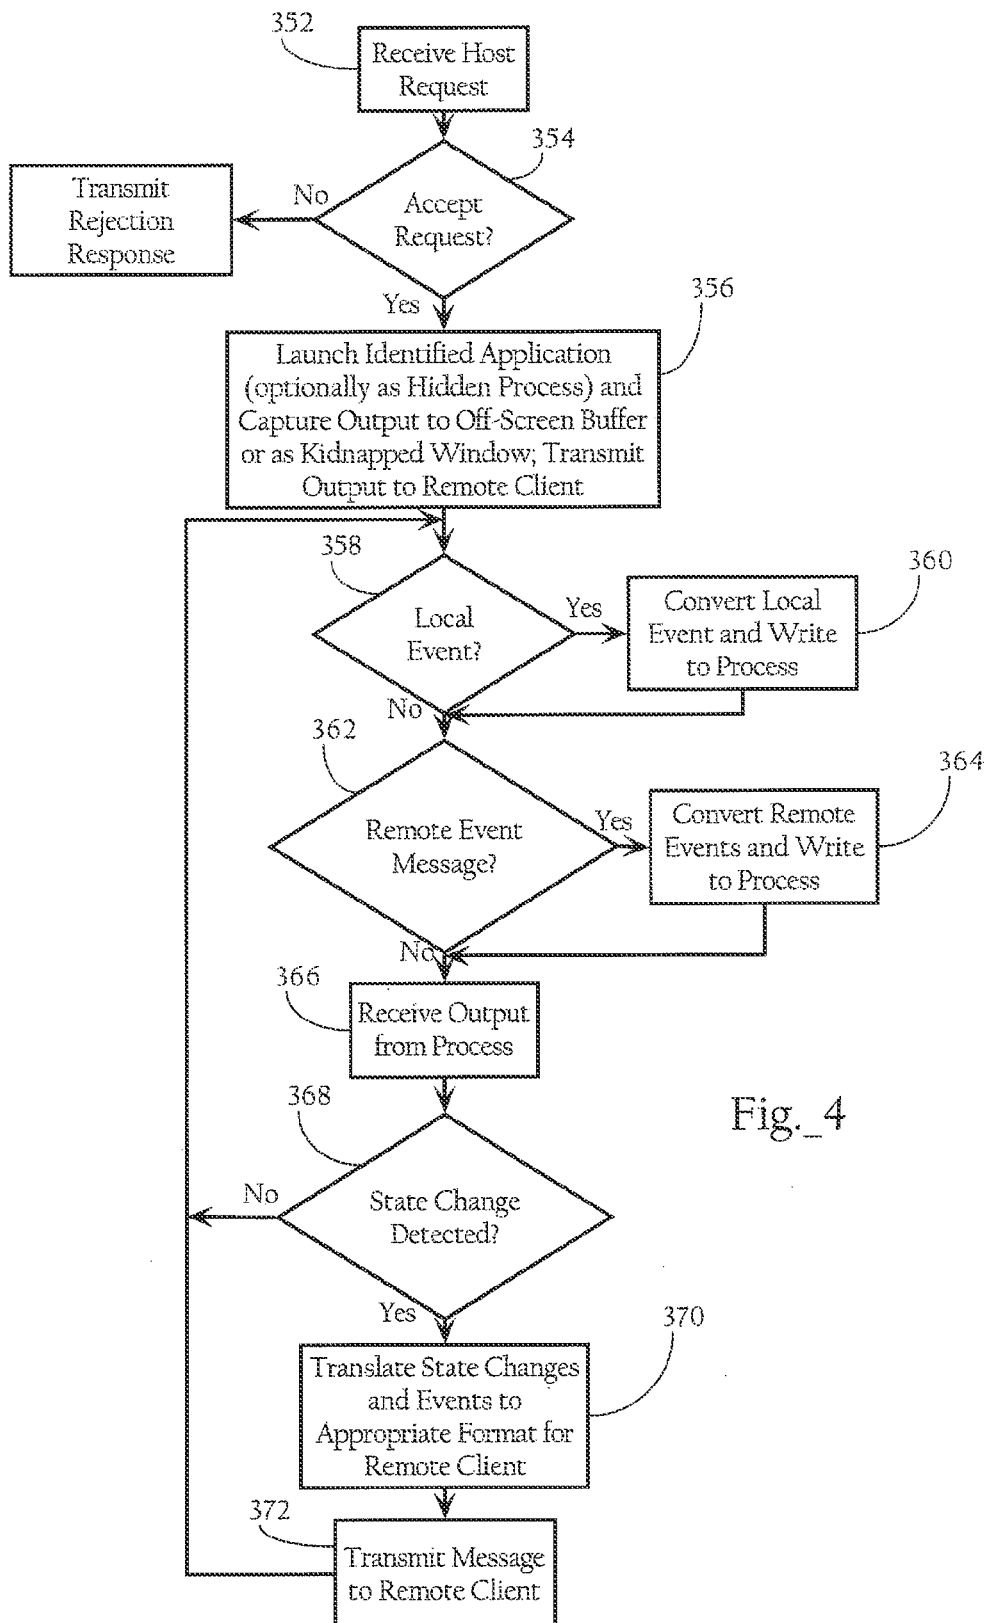 352
Receive Host
Request
354
Accept
Request?
No
Transmit
Rejection
Response
Yes
356
Launch Identified Application
(optionally as Hidden Process) and
Capture Output to Off-Screen Buffer
or as Kidnapped Window; Transmit
Output to Remote Client
358
Local
Event?
Yes
360
Convert Local
Event and Write
to Process
No
362
Remote Event
Message?
Yes
364
Convert Remote
Events and Write
to Process
No
366
Receive Output
from Process
368
State Change
Detected?
No
Fig._4
Yes
370
Translate State Changes
and Events to
Appropriate Format for
Remote Client
372
Transmit Message
to Remote Client